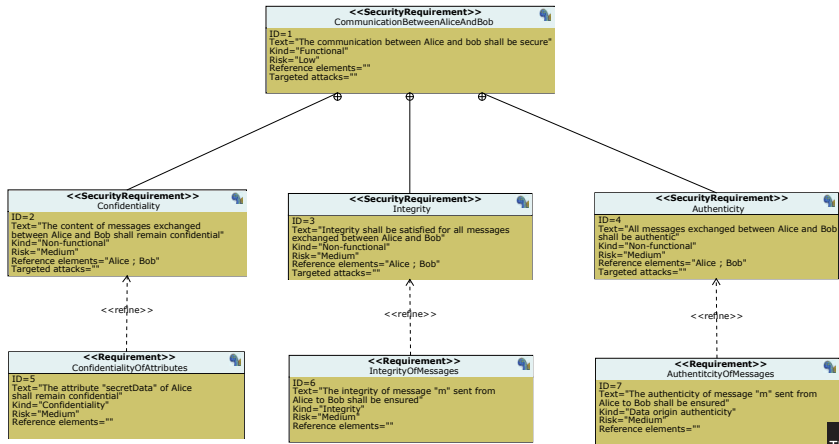 <<SecurityRequirement>>
CommunicationBetweenAliceAndBob
ID=1
Text="The communication between Alice and bob shall be secure"
Kind="Functional"
Risk="Low"
Reference elements=""
Targeted attacks=""
<<SecurityRequirement>>
Confidentiality
ID=2
Text="The content of messages exchanged
between Alice and Bob shall remain confidential"
Kind="Non-functional"
Risk="Medium"
Reference elements="Alice ; Bob"
Targeted attacks=""
<<SecurityRequirement>>
Integrity
ID=3
Text="Integrity shall be satisfied for all messages
exchanged between Alice and Bob"
Kind="Non-functional"
Risk="Medium"
Reference elements="Alice ; Bob"
Targeted attacks=""
<<SecurityRequirement>>
Authenticity
ID=4
Text="All messages exchanged between Alice and Bob
shall be authentic"
Kind="Non-functional"
Risk="Medium"
Reference elements="Alice ; Bob"
Targeted attacks=""
<<refine>>
<<refine>>
<<refine>>
<<Requirement>>
ConfidentialityOfAttributes
ID=5
Text="The attribute "secretData" of Alice
shall remain confidential"
Kind="Confidentiality"
Risk="Medium"
Reference elements=""
<<Requirement>>
IntegrityOfMessages
ID=6
Text="The integrity of message "m" sent from
Alice to Bob shall be ensured"
Kind="Integrity"
Risk="Medium"
Reference elements=""
<<Requirement>>
AuthentitcityOfMessages
ID=7
Text="The authenticity of message "m" sent from
Alice to Bob shall be ensured"
Kind="Data origin authenticity"
Risk="Medium"
Reference elements=""